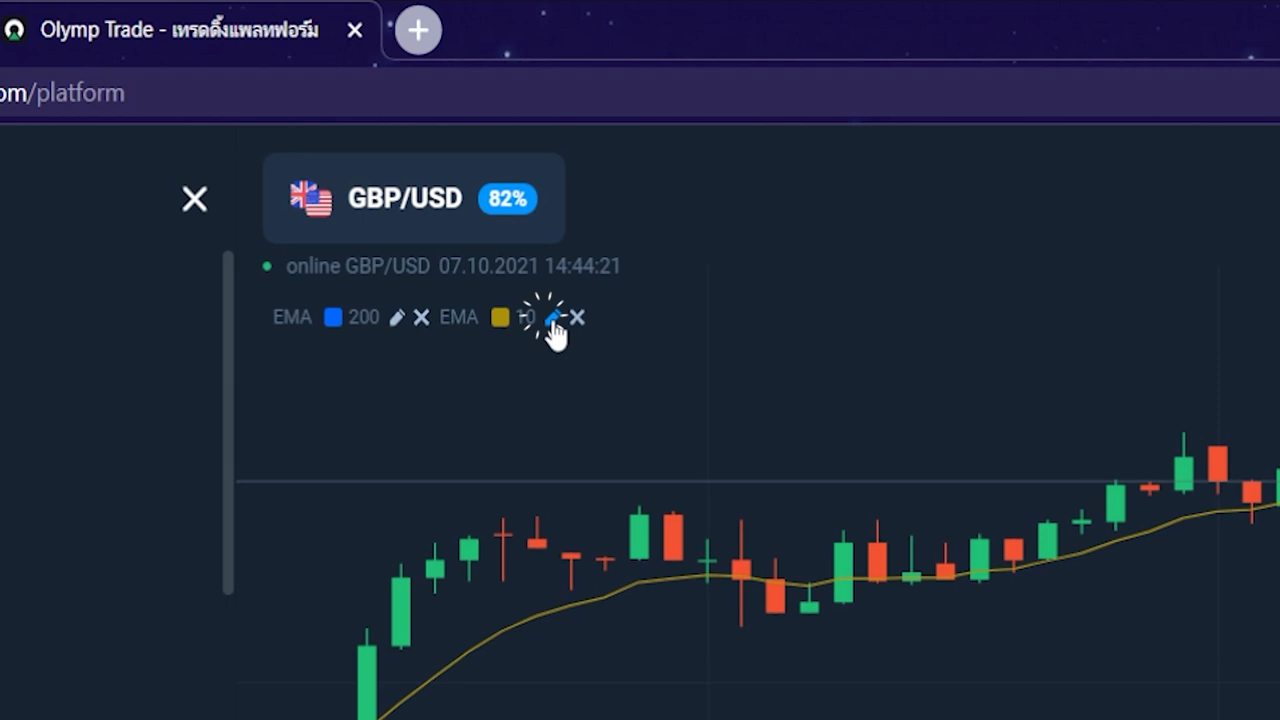 Olymp Trade - เทรดดิ้งแพลทฟอร์ม
om/platform
GBP/USD 82%
online GBP/USD 07.10.2021 14:44:21
EMA 200 EMA 10